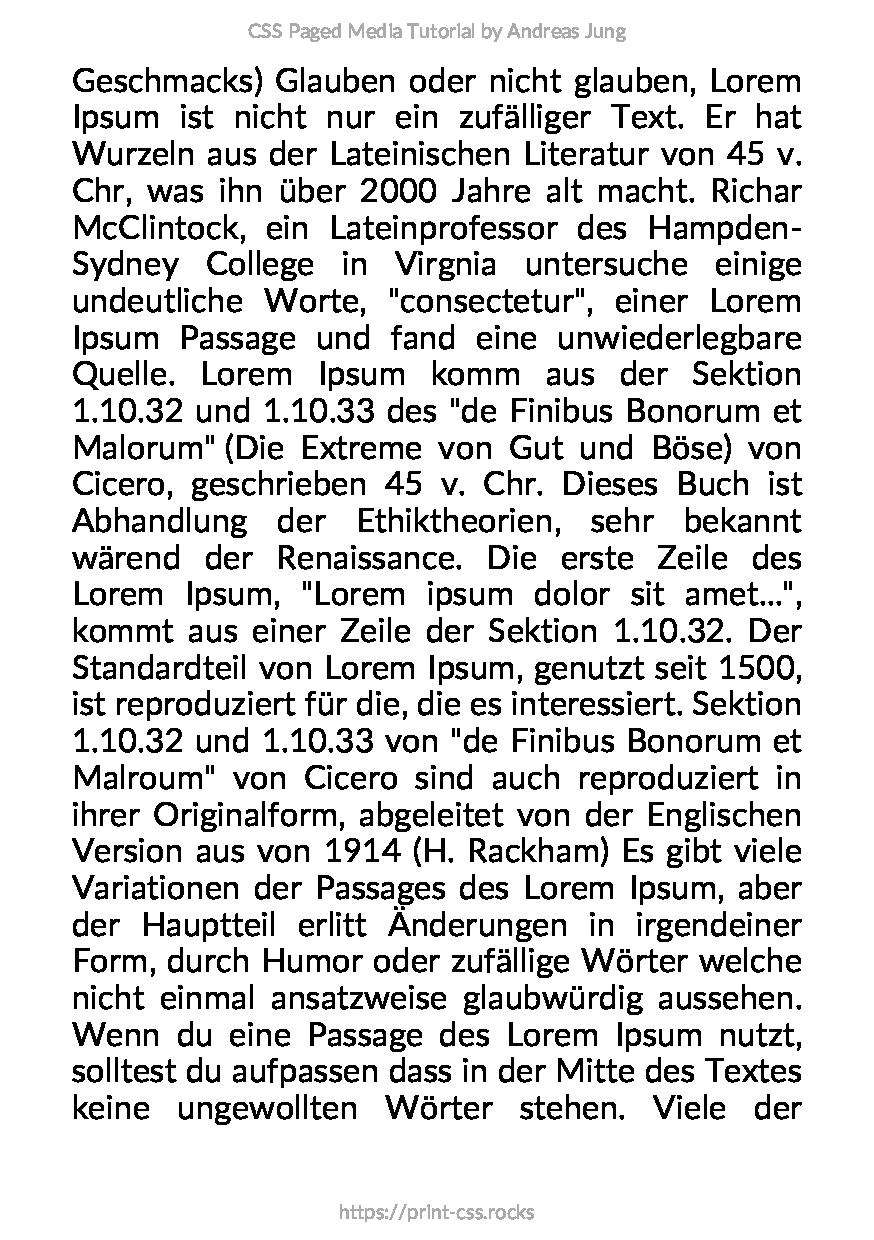 CSS Paged Media Tutorial by Andreas Jung
Geschmacks) Glauben oder nicht glauben, Lorem
Ipsum ist nicht nur ein zufälliger Text. Er hat
Wurzeln aus der Lateinischen Literatur von 45 v.
Chr, was ihn über 2000 Jahre alt macht. Richar
McClintock, ein Lateinprofessor des Hampden-
Sydney College in Virgnia untersuche einige
undeutliche Worte, "consectetur", einer Lorem
Ipsum Passage und fand eine unwiederlegbare
Quelle. Lorem Ipsum komm aus der Sektion
1.10.32 und 1.10.33 des "de Finibus Bonorum et
Malorum" (Die Extreme von Gut und Böse) von
Cicero, geschrieben 45 v. Chr. Dieses Buch ist
Abhandlung der Ethiktheorien, sehr bekannt
wärend der Renaissance. Die erste Zeile des
Lorem Ipsum, "Lorem ipsum dolor sit amet...",
kommt aus einer Zeile der Sektion 1.10.32. Der
Standardteil von Lorem Ipsum, genutzt seit 1500,
ist reproduziert für die, die es interessiert. Sektion
1.10.32 und 1.10.33 von "de Finibus Bonorum et
Malroum" von Cicero sind auch reproduziert in
ihrer Originalform, abgeleitet von der Englischen
Version aus von 1914 (H. Rackham) Es gibt viele
Variationen der Passages des Lorem Ipsum, aber
der Hauptteil erlitt Änderungen in irgendeiner
Form, durch Humor oder zufällige Wörter welche
nicht einmal ansatzweise glaubwürdig aussehen.
Wenn du eine Passage des Lorem Ipsum nutzt,
solltest du aufpassen dass in der Mitte des Textes
keine ungewollten Wörter stehen. Viele der
https://print-css.rocks